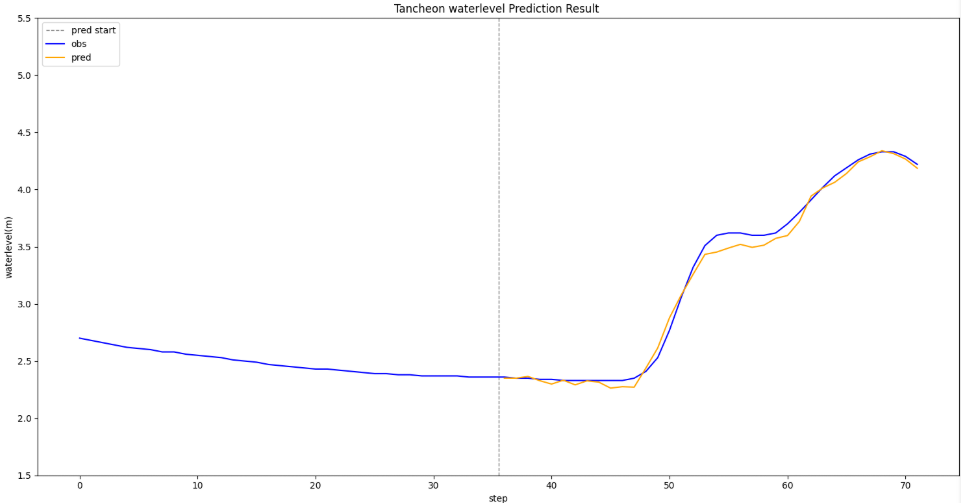 Tancheon waterlevel Prediction Result
pred start
obs
pred
5.5
5.0
4.5
4.0
3.5
3.0
2.5
2.0
1.5
waterlevel(m)
0 10 20 30 40 50 60 70
step